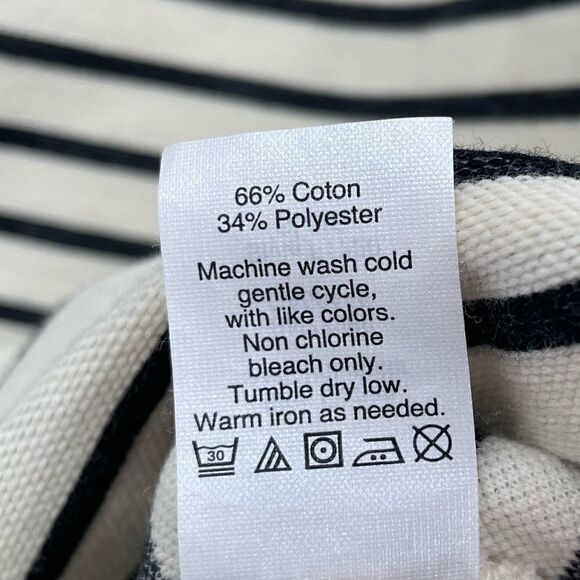 66% Coton
34% Polyester
Machine wash cold
gentle cycle,
with like colors.
Non chlorine
bleach only.
Tumble dry low.
Warm iron as needed.
30